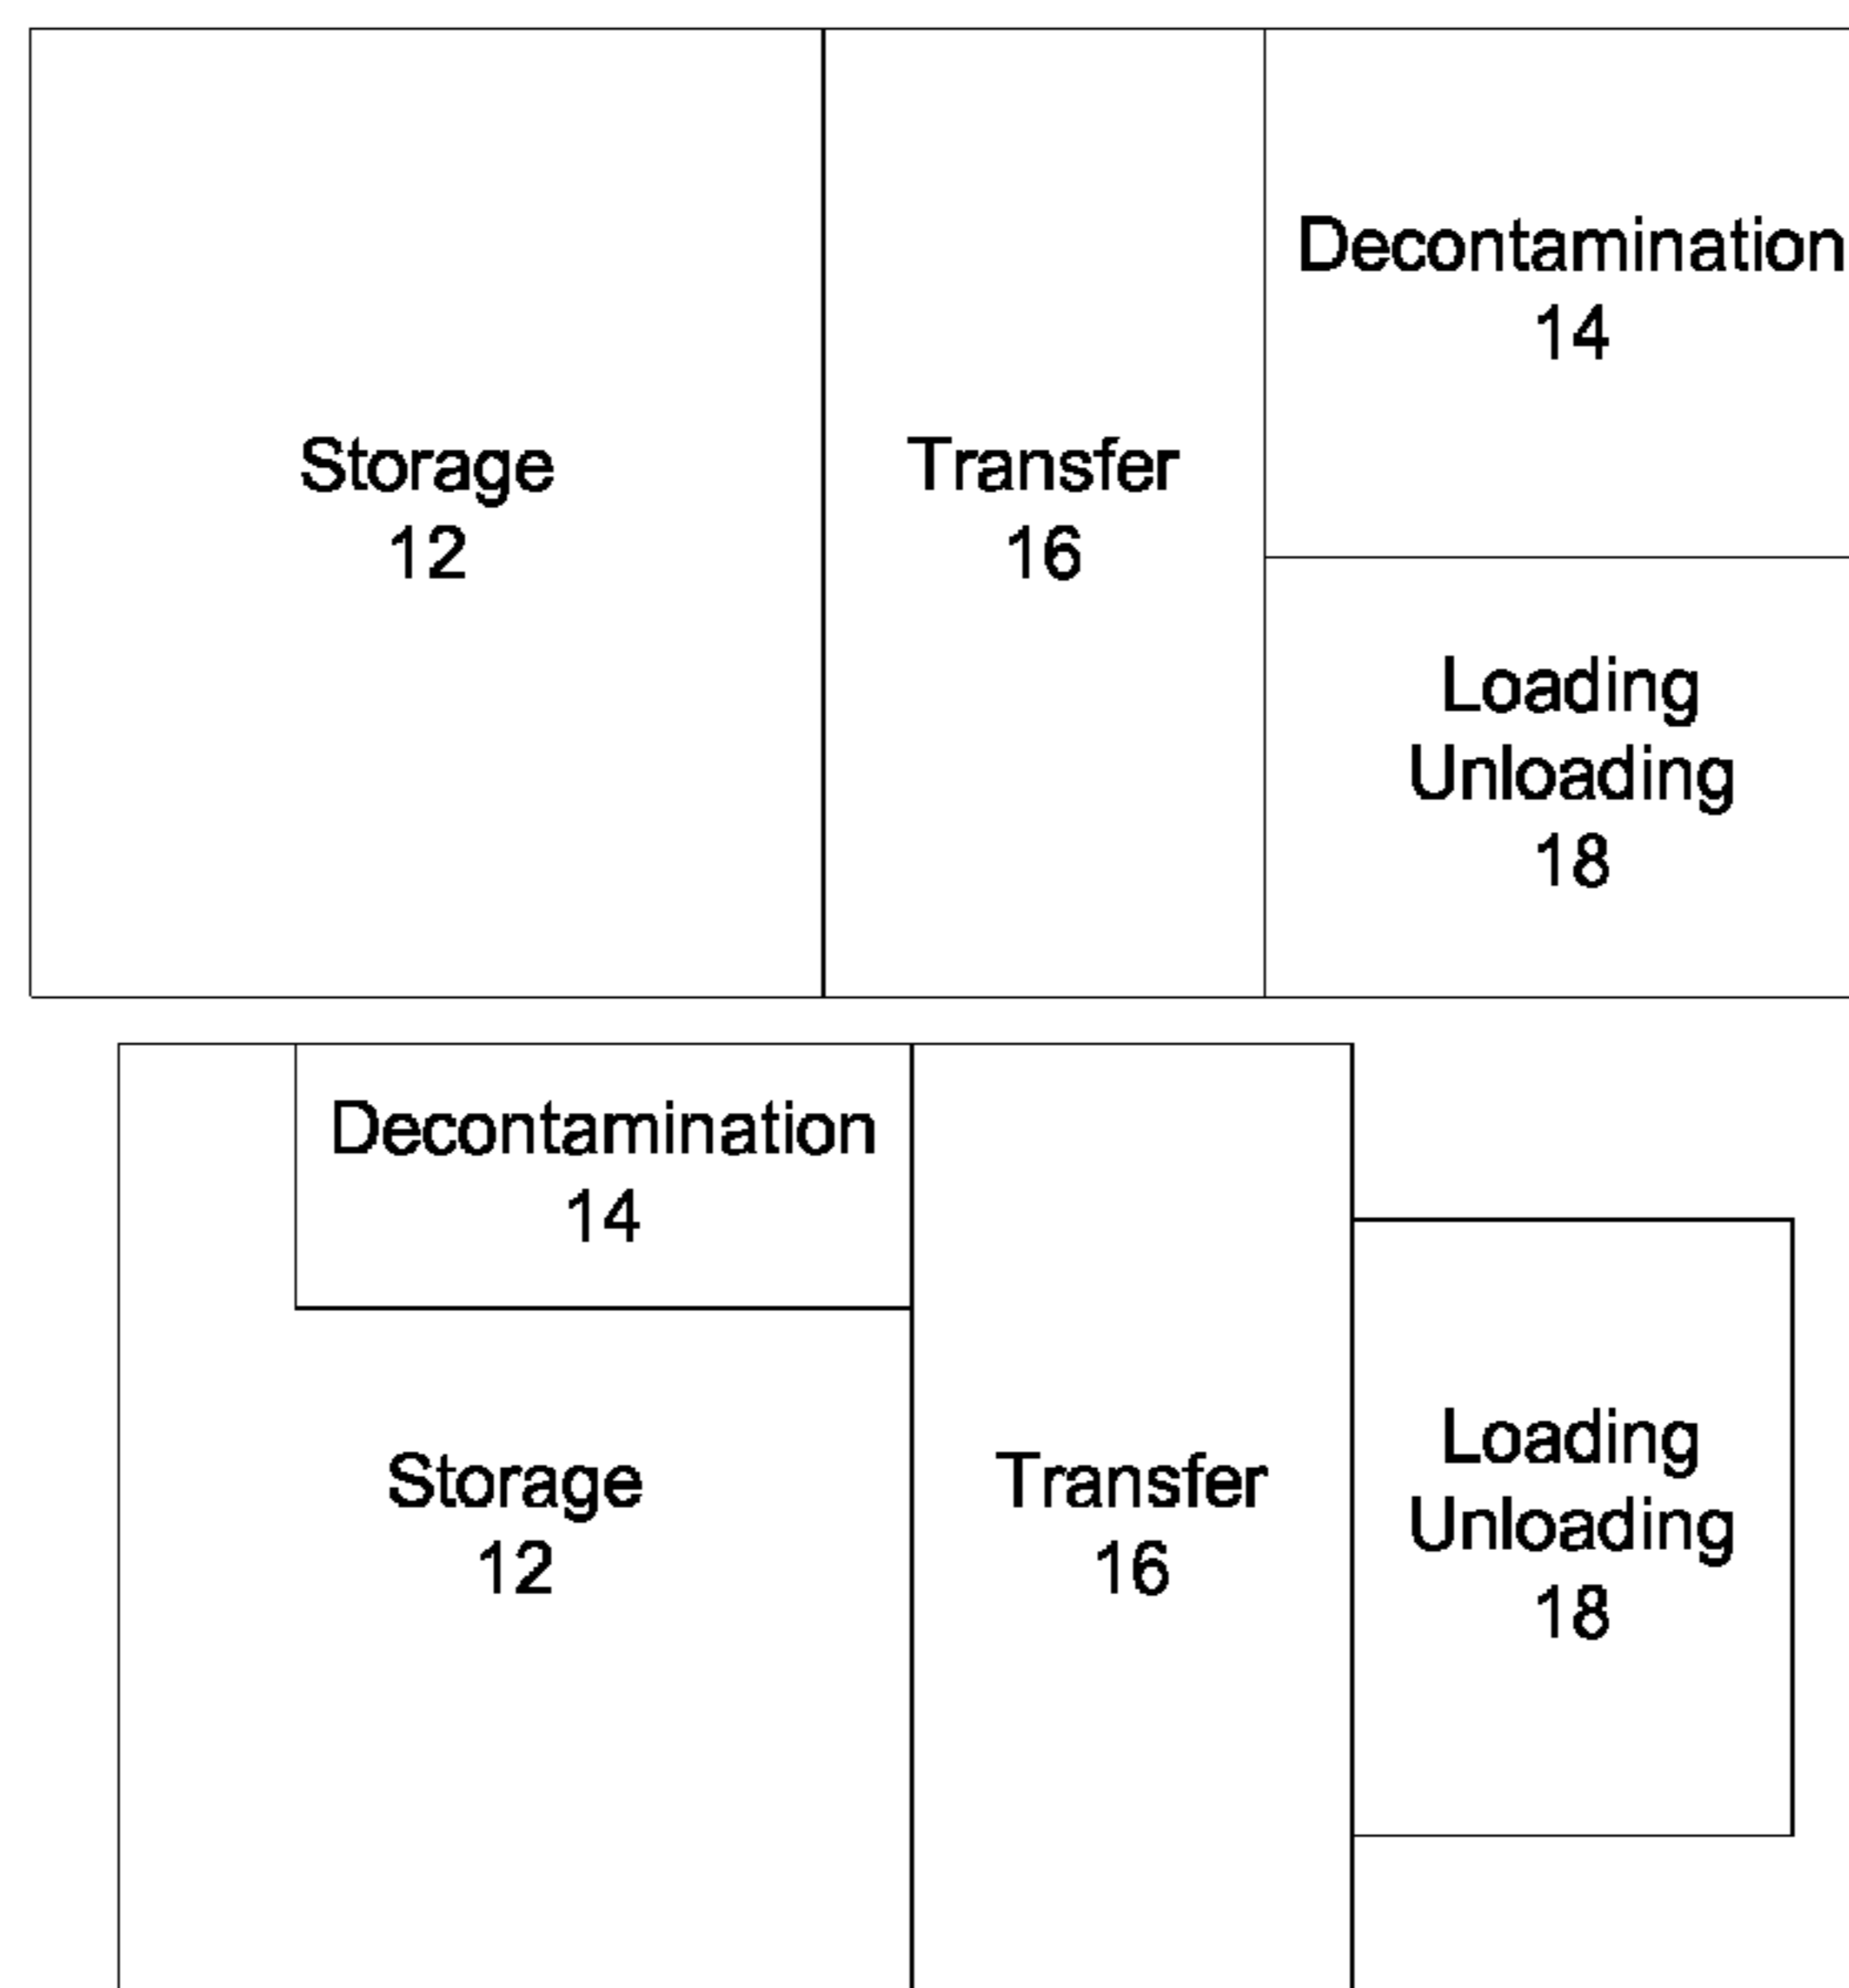 Storage
12
Transfer
16
Decontamination
14
Loading
Unloading
18
Decontamination
14
Storage
12
Transfer
16
Loading
Unloading
18